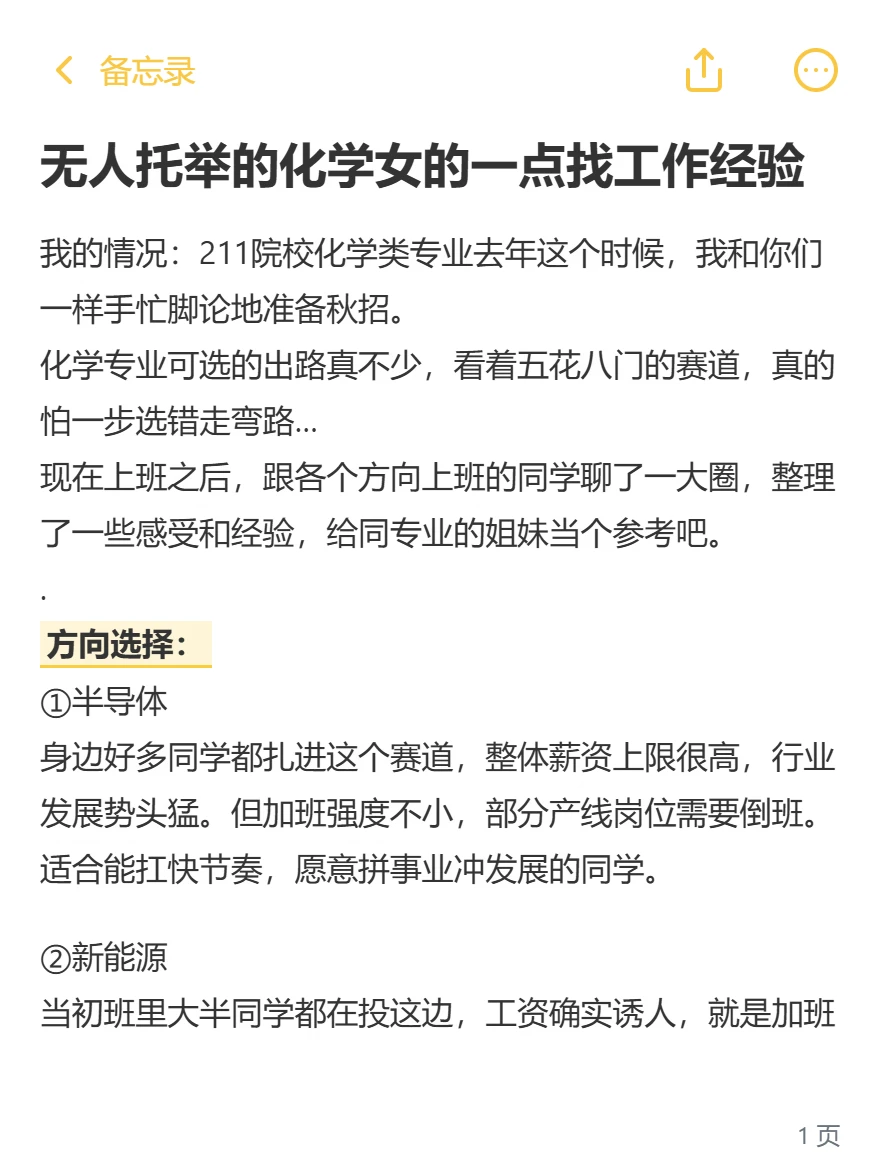 备忘录
无人托举的化学女的一点找工作经验
我的情况：211院校化学类专业去年这个时候，我和你们
一样手忙脚论地准备秋招。
化学专业可选的出路真不少，看着五花八门的赛道，真的
怕一步选错走弯路...
现在上班之后，跟各个方向上班的同学聊了一大圈，整理
了一些感受和经验，给同专业的姐妹当个参考吧。
.
方向选择：
①半导体
身边好多同学都扎进这个赛道，整体薪资上限很高，行业
发展势头猛。但加班强度不小，部分产线岗位需要倒班。
适合能扛快节奏，愿意拼事业冲发展的同学。
②新能源
当初班里大半同学都在投这边，工资确实诱人，就是加班
1 页